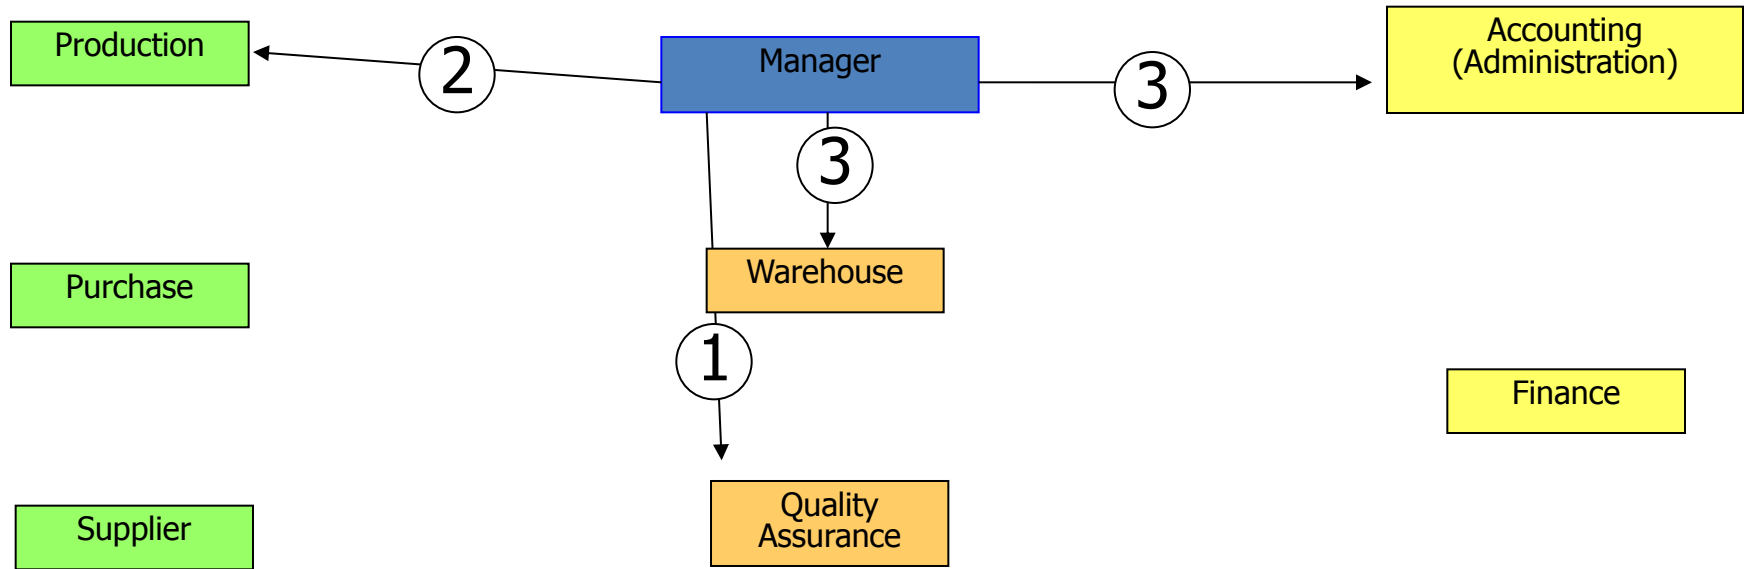 Production
2
Manager
3
Accounting
(Administration)
3
Purchase
Warehouse
1
Finance
Supplier
Quality
Assurance